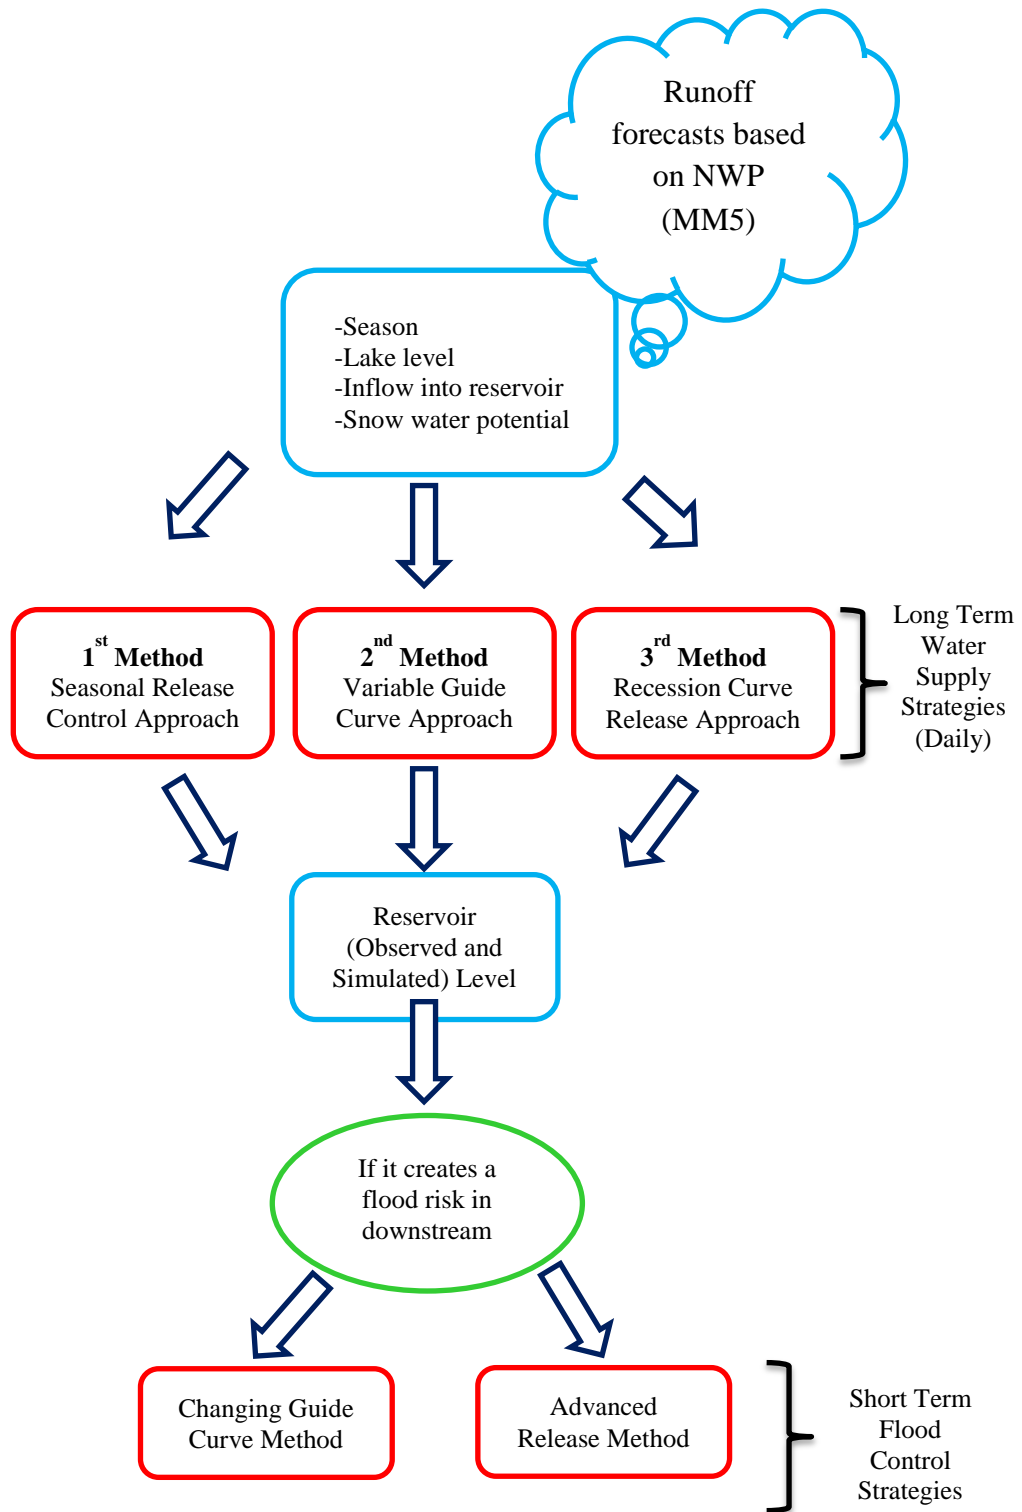 Runoff
forecasts based
on NWP
(MM5)
-Season
-Lake level
-Inflow into reservoir
-Snow water potential
1st Method
Seasonal Release
Control Approach
2nd Method
Variable Guide
Curve Approach
3rd Method
Recession Curve
Release Approach
Long Term
Water
Supply
Strategies
(Daily)
Reservoir
(Observed and
Simulated) Level
If it creates a
flood risk in
downstream
Changing Guide
Curve Method
Advanced
Release Method
Short Term
Flood
Control
Strategies